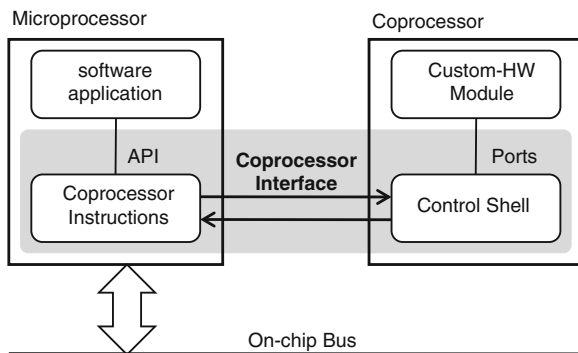 Microprocessor
Coprocessor
software
application
Custom-HW
Module
API
Coprocessor
Interface
Ports
Coprocessor
Instructions
Control Shell
On-chip Bus